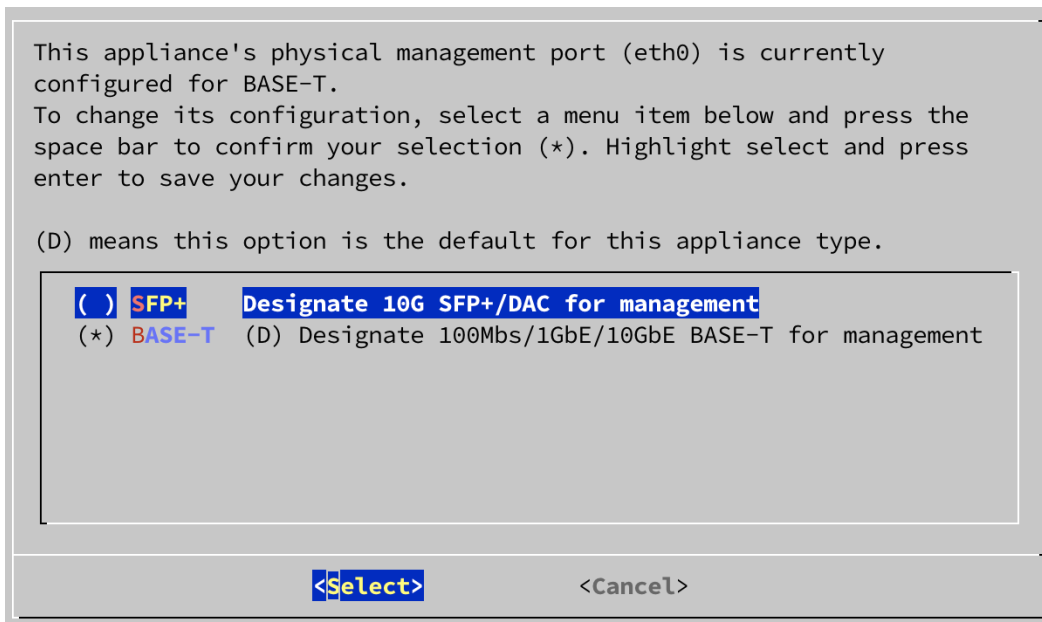 This appliance's physical management port (eth0) is currently
configured for BASE-T.
To change its configuration, select a menu item below and press the
space bar to confirm your selection (*). Highlight select and press
enter to save your changes.
(D) means this option is the default for this appliance type.
( ) SFP+ Designate 10G SFP+/DAC for management
(*) BASE-T (D) Designate 100Mbs/1GbE/10GbE BASE-T for management
<Select> <Cancel>